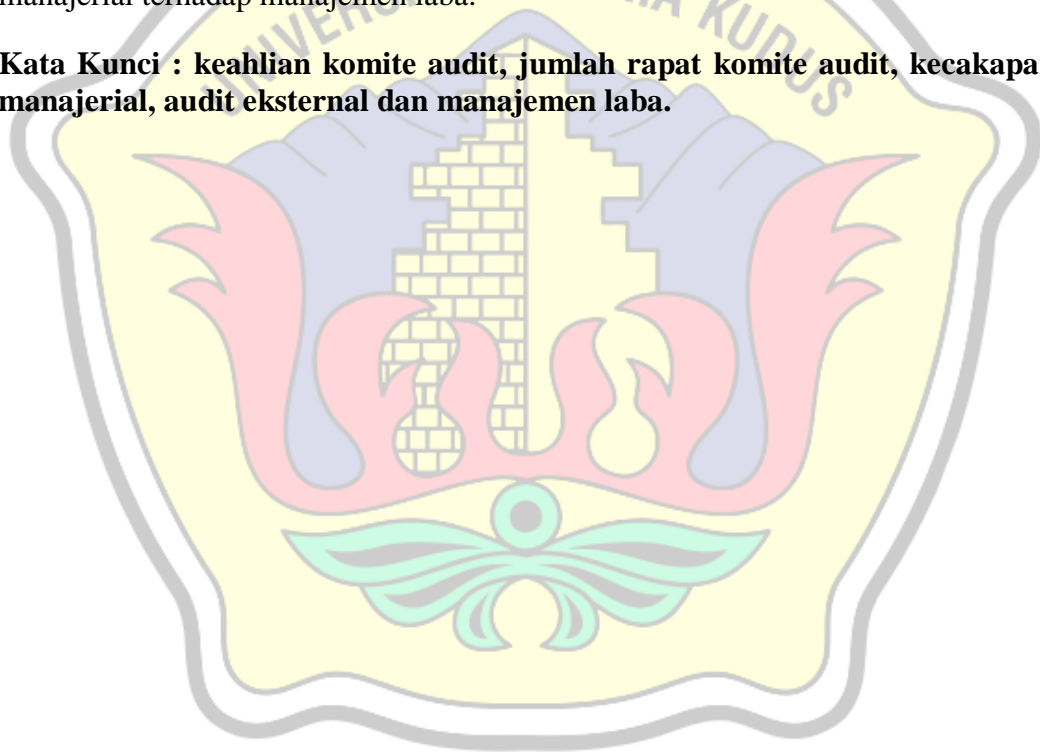 manajerial terhadap manajemen laba.
Kata Kunci : keahlian komite audit, jumlah rapat komite audit, kecakapa
manajerial, audit eksternal dan manajemen laba.
KUDUS